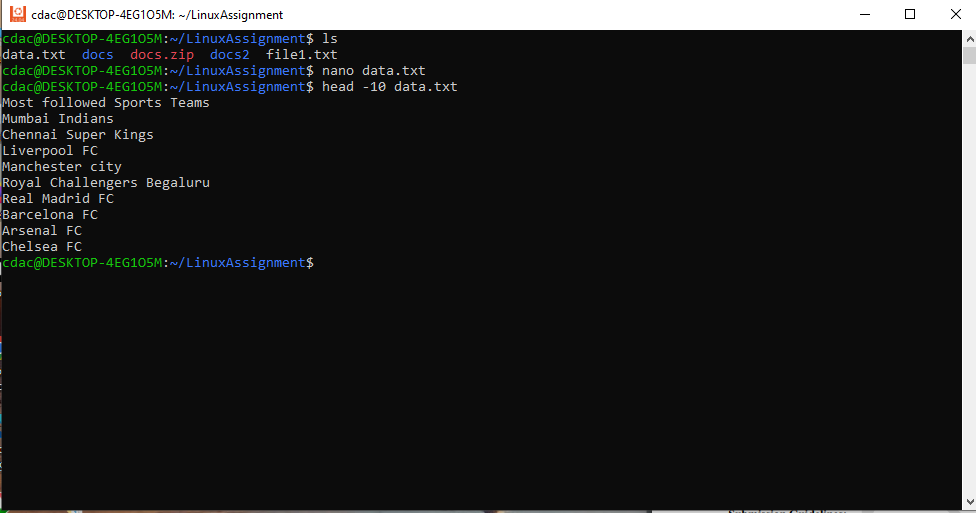 cdac@DESKTOP-4EG1O5M: ~/LinuxAssignment
cdac@DESKTOP-4EG1O5M:~/LinuxAssignment$ ls
data.txt  docs  docs.zip  docs2  file1.txt
cdac@DESKTOP-4EG1O5M:~/LinuxAssignment$ nano data.txt
cdac@DESKTOP-4EG1O5M:~/LinuxAssignment$ head -10 data.txt
Most followed Sports Teams
Mumbai Indians
Chennai Super Kings
Liverpool FC
Manchester city
Royal Challengers Begaluru
Real Madrid FC
Barcelona FC
Arsenal FC
Chelsea FC
cdac@DESKTOP-4EG1O5M:~/LinuxAssignment$